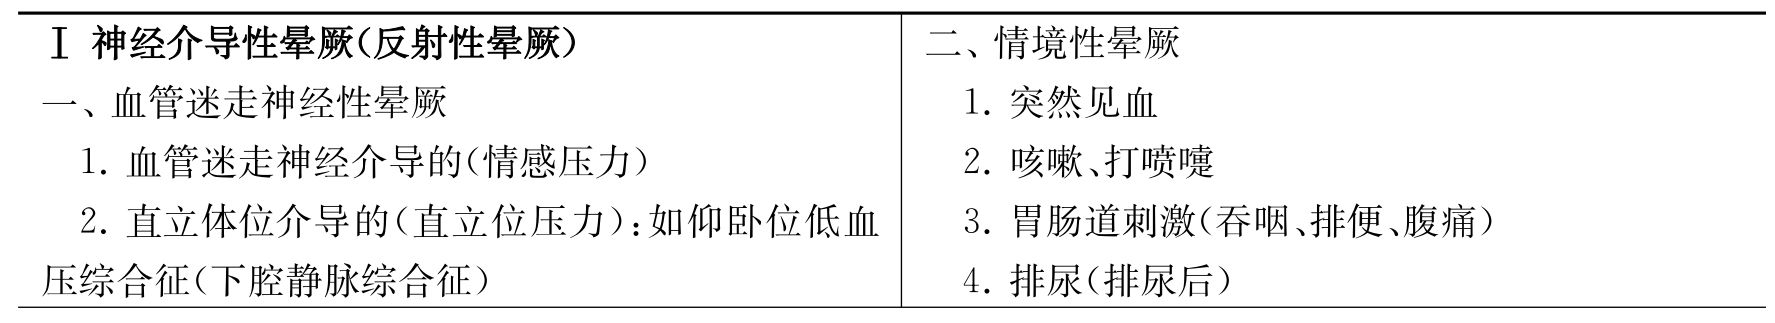 Ⅰ 神经介导性晕厥(反射性晕厥)
一、血管迷走神经性晕厥
1. 血管迷走神经介导的(情感压力)
2. 直立体位介导的(直立位压力):如仰卧位低血
压综合征(下腔静脉综合征)
二、情境性晕厥
1. 突然见血
2. 咳嗽、打喷嚏
3. 胃肠道刺激(吞咽、排便、腹痛)
4. 排尿(排尿后)